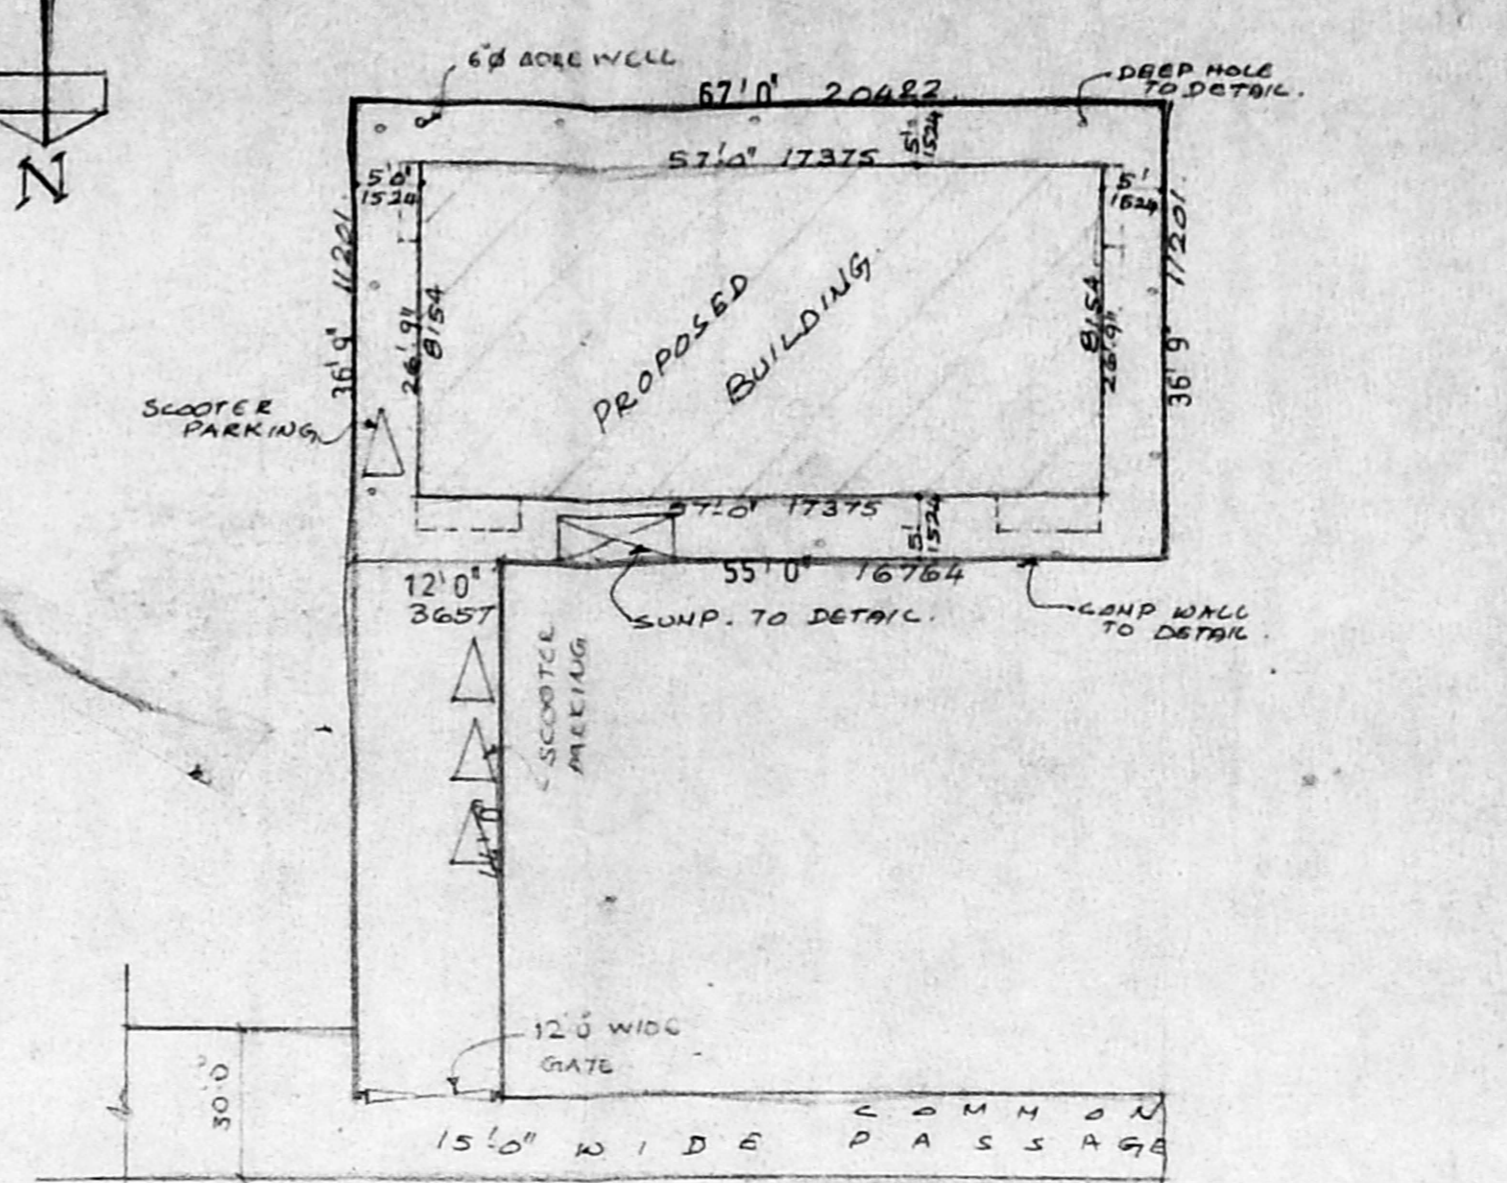 6"Ø BORE WELL
67'0" 20422
DEEP HOLE
TO DETAIL.
N
5'
1524
57'0" 17375
5'0"
1524
5'
1524
36'9" 11201
26'9"
8154
PROPOSED
BUILDING
8154
26'9"
36'9" 11201
SCOOTER
PARKING
57'0" 17375
5'
1524
12'0"
3657
55'0" 16764
SUMP. TO DETAIL.
COMP WALL
TO DETAIL
SCOOTER
PARKING
12'0" WIDE
GATE
30'0"
COMMON
15'0" WIDE PASSAGE